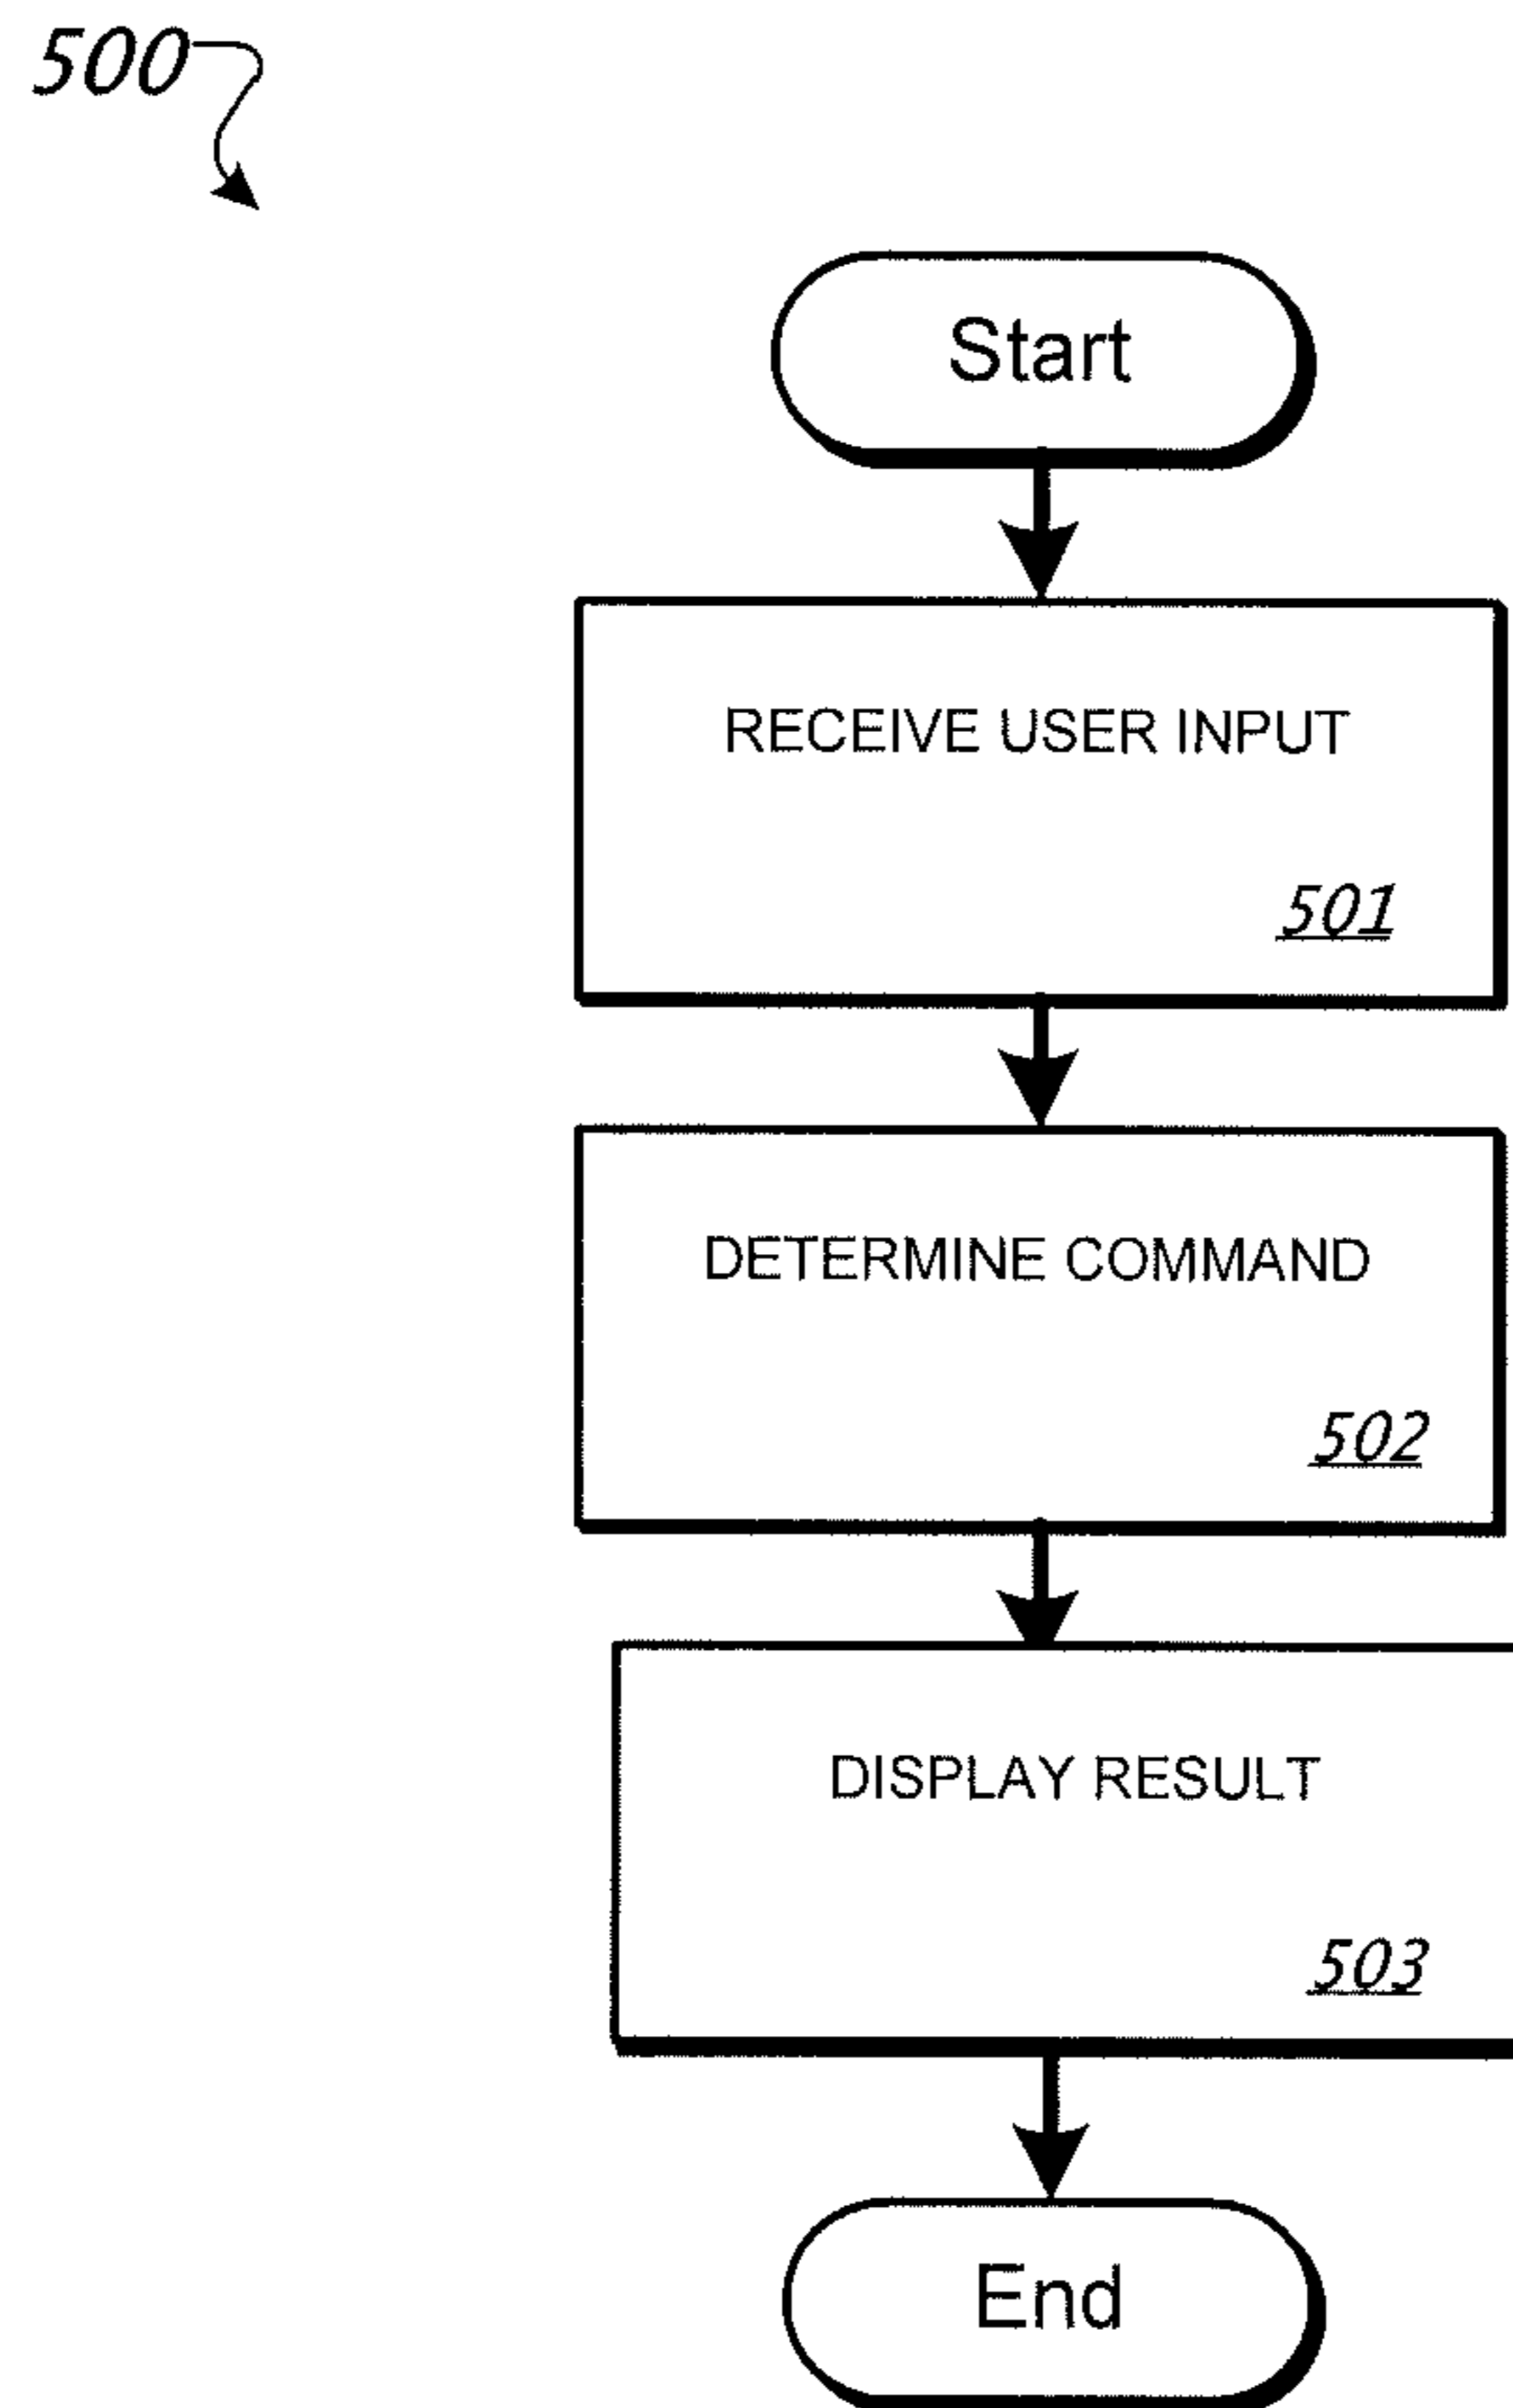 500
Start
RECEIVE USER INPUT
501
DETERMINE COMMAND
502
DISPLAY RESULT
503
End